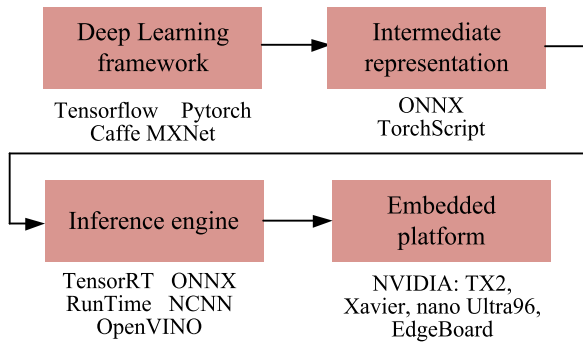 Deep Learning
framework
Intermediate
representation
Tensorflow Pytorch
Caffe MXNet
ONNX
TorchScript
Inference engine
Embedded
platform
TensorRT ONNX
RunTime NCNN
OpenVINO
NVIDIA: TX2,
Xavier, nano Ultra96,
EdgeBoard